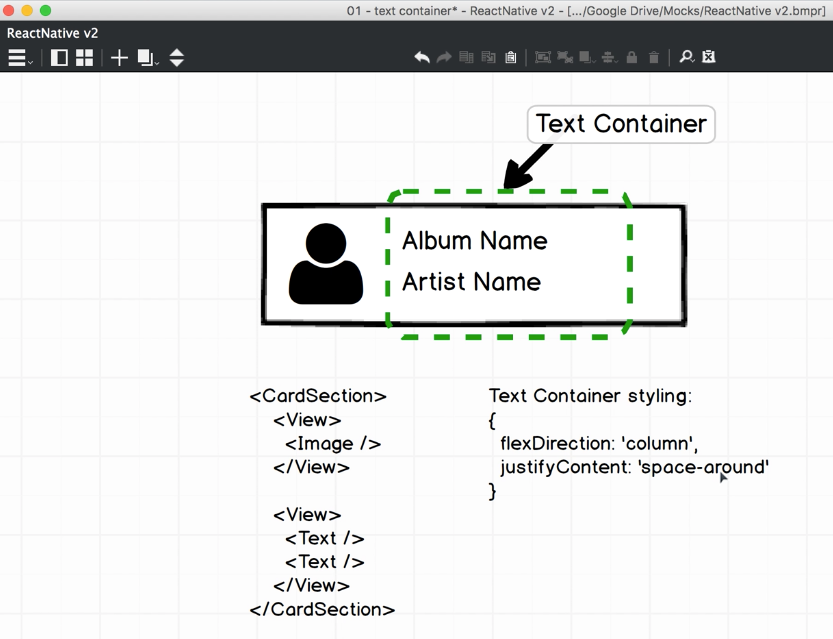 01 - text container* - ReactNative v2 - [.../Google Drive/Mocks/ReactNative v2.bmpr]
ReactNative v2
Text Container
Album Name
Artist Name
<CardSection>
<View>
<Image />
</View>
<View>
<Text />
<Text />
</View>
</CardSection>
Text Container styling:
{
flexDirection: 'column',
justifyContent: 'space-around'
}